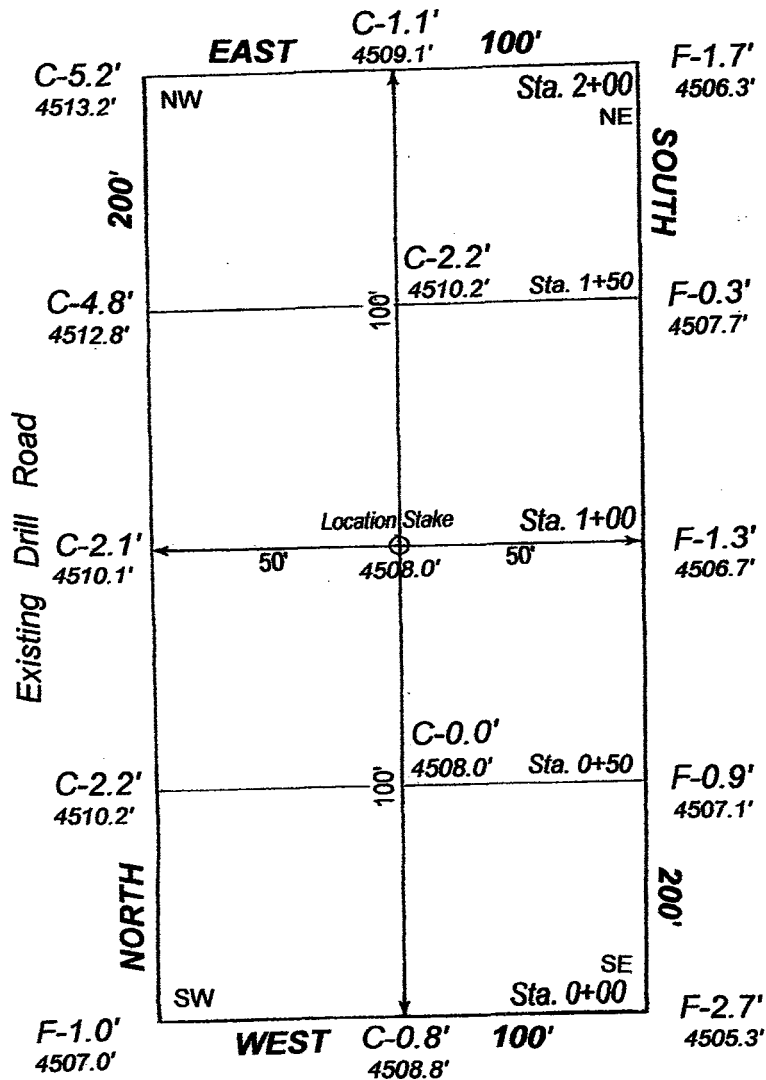 C-1.1'
EAST 4509.1' 100'
C-5.2'
4513.2'
F-1.7'
4506.3'
NW
Sta. 2+00
NE
200'
SOUTH
C-2.2'
4510.2'
Sta. 1+50
C-4.8'
4512.8'
100'
F-0.3'
4507.7'
Existing Drill Road
Location Stake
Sta. 1+00
C-2.1'
4510.1'
50'
4508.0'
50'
F-1.3'
4506.7'
C-0.0'
4508.0'
Sta. 0+50
C-2.2'
4510.2'
100'
F-0.9'
4507.1'
NORTH
200'
SW
SE
Sta. 0+00
F-1.0'
4507.0'
WEST C-0.8' 100'
4508.8'
F-2.7'
4505.3'